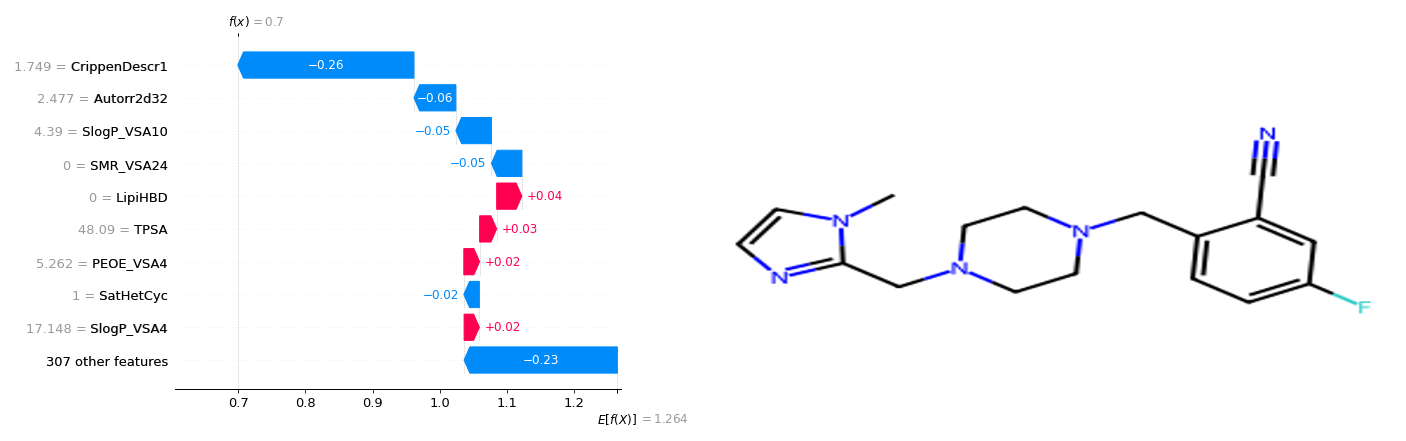 f(x) = 0.7
1.749 = CrippenDescr1
−0.26
2.477 = Autorr2d32
−0.06
4.39 = SlogP_VSA10
−0.05
0 = SMR_VSA24
−0.05
0 = LipiHBD
+0.04
48.09 = TPSA
+0.03
5.262 = PEOE_VSA4
+0.02
1 = SatHetCyc
−0.02
17.148 = SlogP_VSA4
+0.02
307 other features
−0.23
0.7 0.8 0.9 1.0 1.1 1.2
E[f(X)] = 1.264
N
N
N
N
N
F